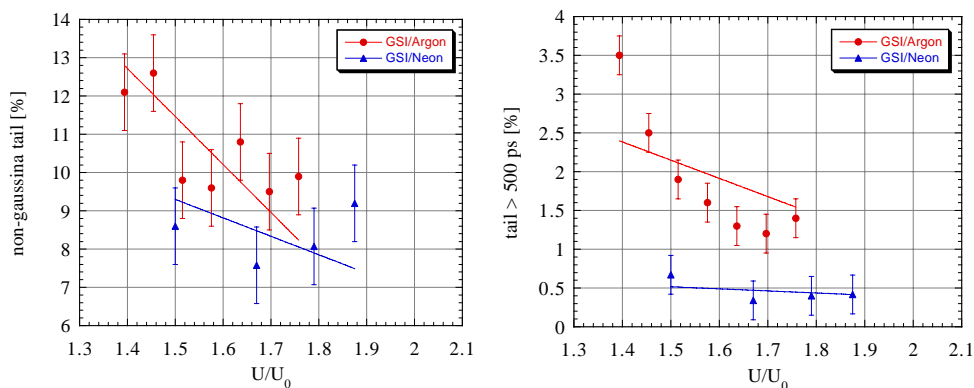 14
13
12
11
10
9
8
7
6
non-gaussina tail [%]
GSI/Argon
GSI/Neon
1.3 1.4 1.5 1.6 1.7 1.8 1.9 2 2.1
U/U0
4
3.5
3
2.5
2
1.5
1
0.5
0
tail > 500 ps [%]
GSI/Argon
GSI/Neon
1.3 1.4 1.5 1.6 1.7 1.8 1.9 2 2.1
U/U0